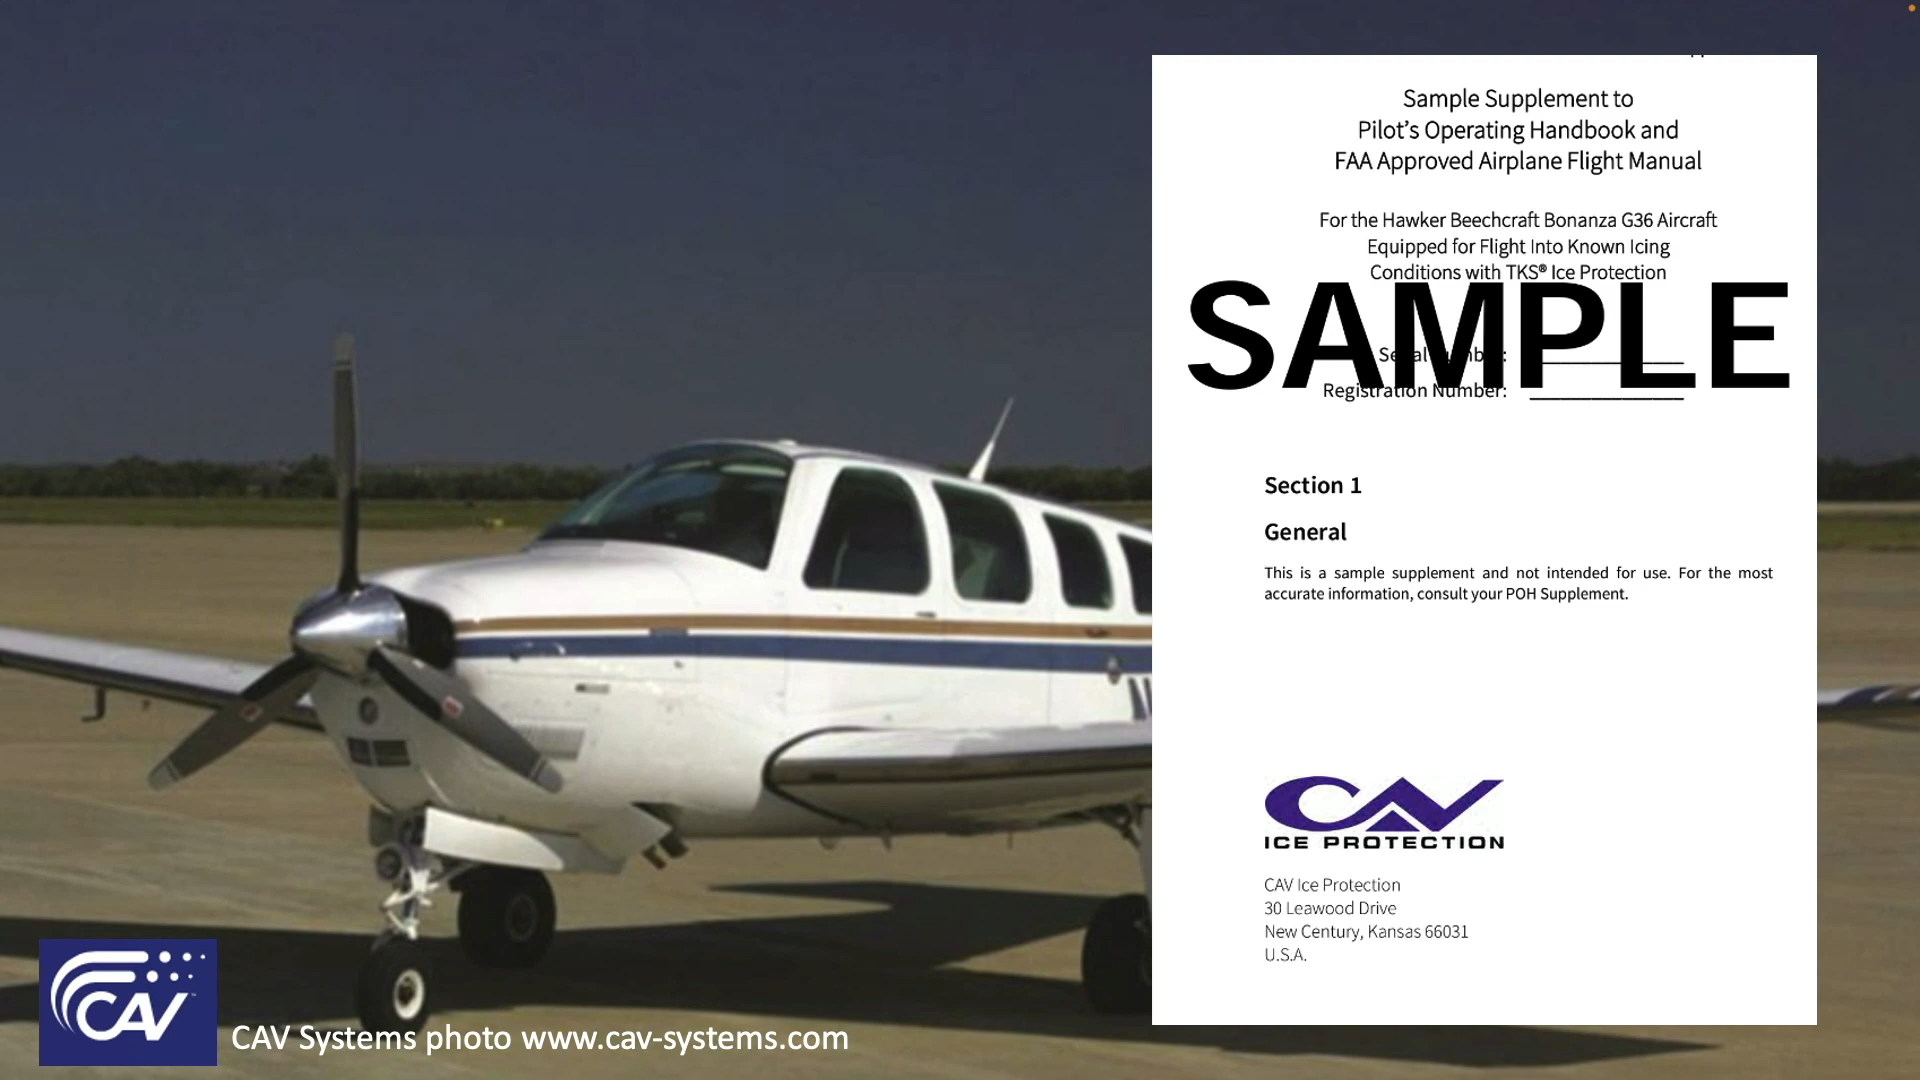 Sample Supplement to
Pilot’s Operating Handbook and
FAA Approved Airplane Flight Manual
For the Hawker Beechcraft Bonanza G36 Aircraft
Equipped for Flight Into Known Icing
Conditions with TKS® Ice Protection
SAMPLE
Serial Number:
Registration Number:
Section 1
General
This is a sample supplement and not intended for use. For the most
accurate information, consult your POH Supplement.
CAV
ICE PROTECTION
CAV Ice Protection
30 Leawood Drive
New Century, Kansas 66031
U.S.A.
CAV™
CAV Systems photo www.cav-systems.com